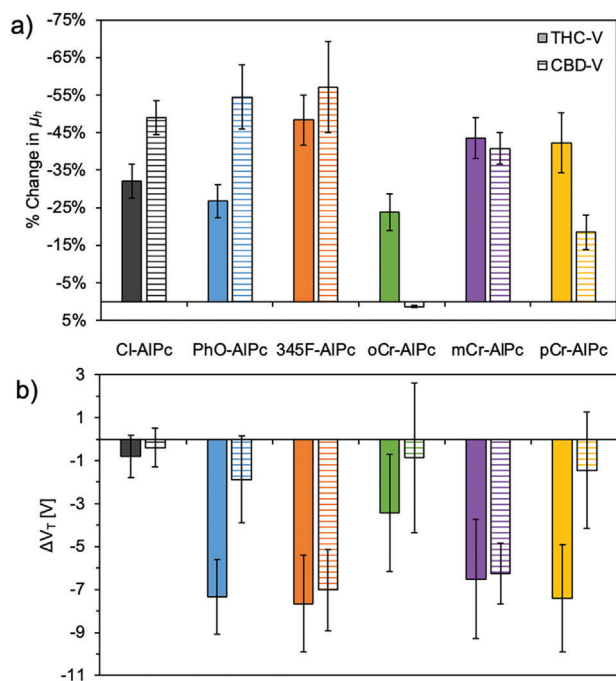 a)
% Change in μh
-75%
-65%
-55%
-45%
-35%
-25%
-15%
-5%
5%
THC-V
CBD-V
Cl-AlPc PhO-AlPc 345F-AlPc oCr-AlPc mCr-AlPc pCr-AlPc
b)
ΔVT [V]
3
1
-1
-3
-5
-7
-9
-11